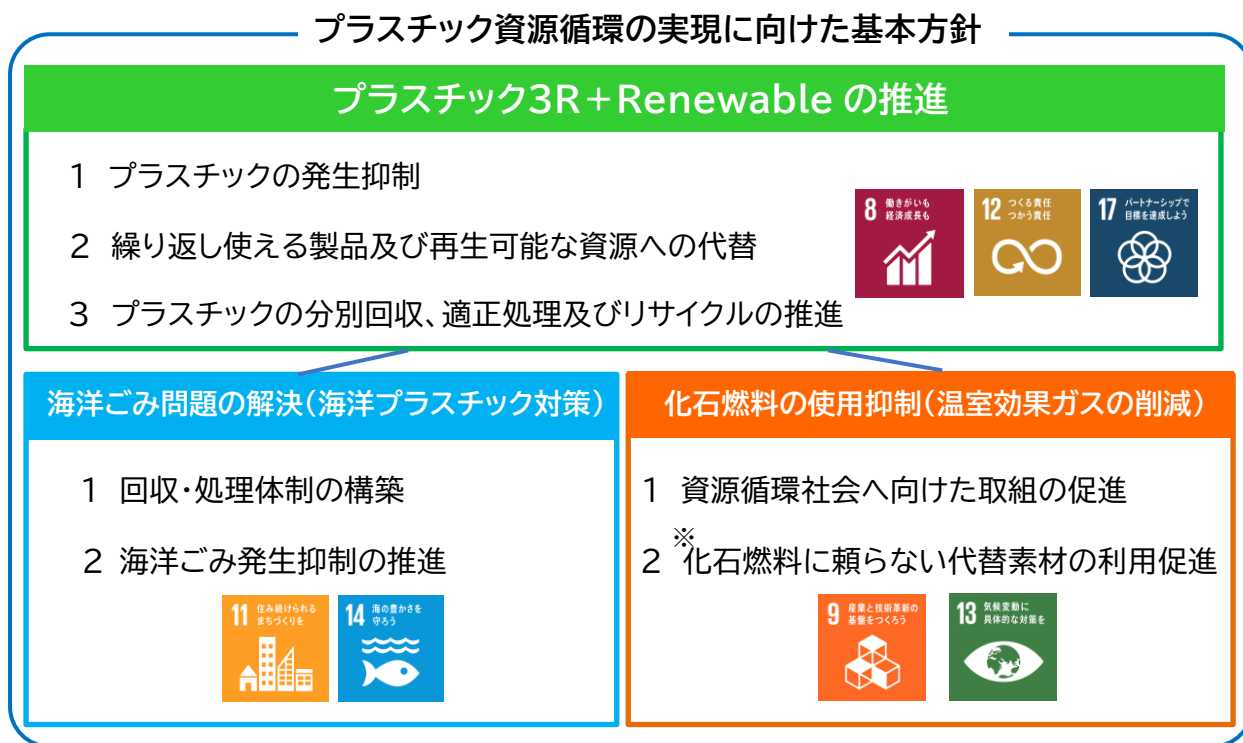 プラスチック資源循環の実現に向けた基本方針
プラスチック3R+Renewable の推進
1 プラスチックの発生抑制
2 繰り返し使える製品及び再生可能な資源への代替
3 プラスチックの分別回収、適正処理及びリサイクルの推進
8 働きがいも
経済成長も
12 つくる責任
つかう責任
17 パートナーシップで
目標を達成しよう
海洋ごみ問題の解決(海洋プラスチック対策)
1 回収・処理体制の構築
2 海洋ごみ発生抑制の推進
11 住み続けられる
まちづくりを
14 海の豊かさを
守ろう
化石燃料の使用抑制(温室効果ガスの削減)
1 資源循環社会へ向けた取組の促進
※
2 化石燃料に頼らない代替素材の利用促進
9 産業と技術革新の
基盤をつくろう
13 気候変動に
具体的な対策を